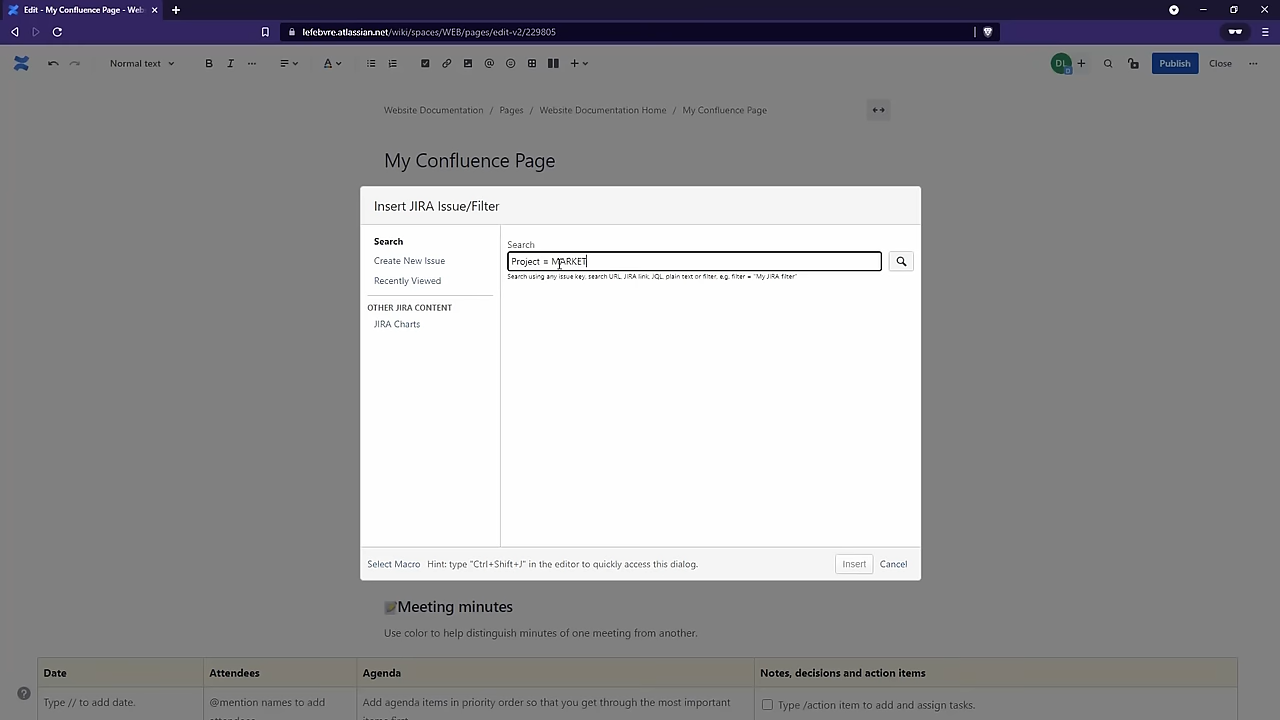 Edit - My Confluence Page - Web
lefebvre.atlassian.net/wiki/spaces/WEB/pages/edit-v2/229805
Normal text
B I A
DL
Publish
Close
Website Documentation / Pages / Website Documentation Home / My Confluence Page
My Confluence Page
Insert JIRA Issue/Filter
Search
Create New Issue
Recently Viewed
OTHER JIRA CONTENT
JIRA Charts
Search
Project = MARKET
Search using any issue key, search URL, JIRA link, JQL, plain text or filter, e.g. filter = "My JIRA filter"
Select Macro Hint: type "Ctrl+Shift+J" in the editor to quickly access this dialog.
Insert
Cancel
Meeting minutes
Use color to help distinguish minutes of one meeting from another.
Date Attendees Agenda Notes, decisions and action items
Type // to add date. @mention names to add Add agenda items in priority order so that you get through the most important Type /action item to add and assign tasks.